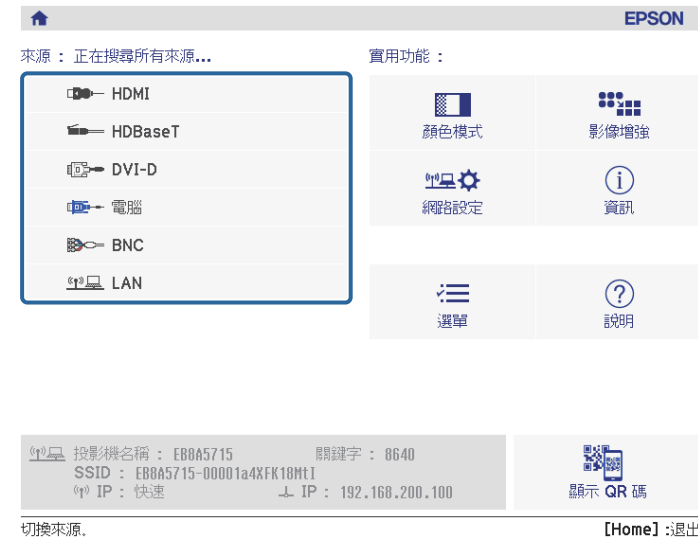 EPSON
來源 : 正在搜尋所有來源...
HDMI
HDBaseT
DVI-D
電腦
BNC
LAN
實用功能 :
顏色模式
影像增強
網路設定
資訊
選單
說明
投影機名稱 : EB8A5715 關鍵字 : 8640
SSID : EB8A5715-00001a4XFK18MtI
IP : 快速 IP : 192.168.200.100
顯示 QR 碼
切換來源. [Home] :退出